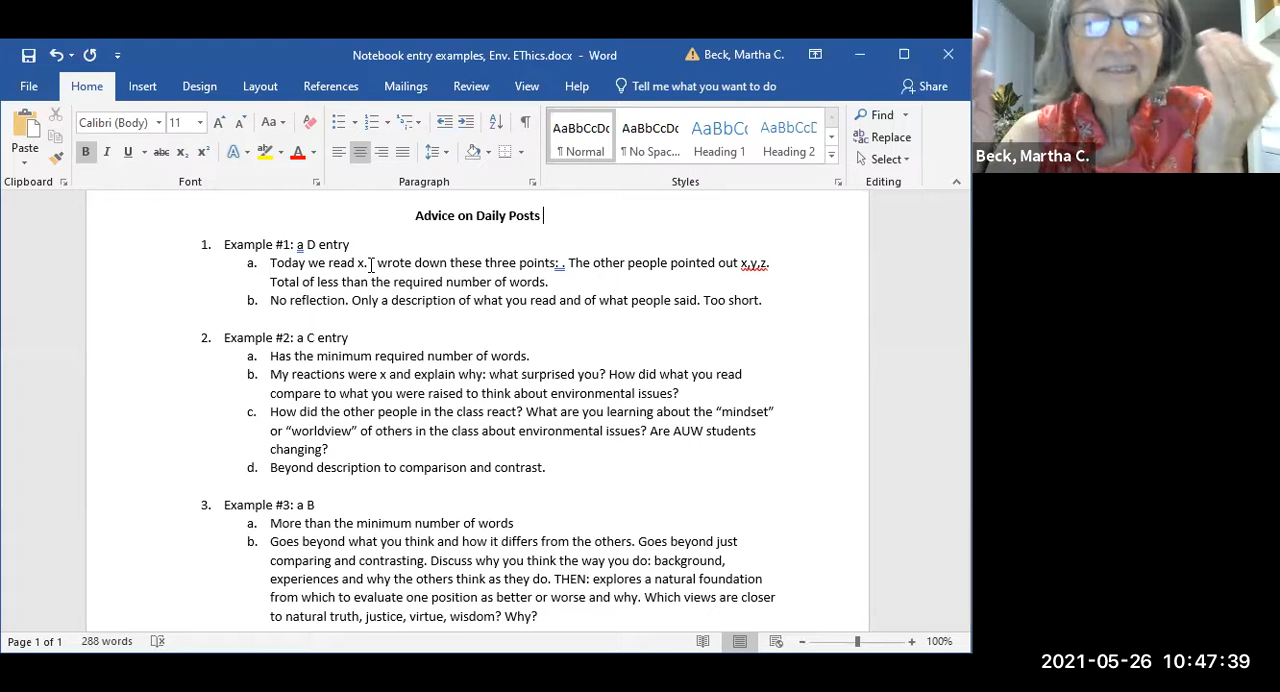 Notebook entry examples, Env. EThics.docx - Word
Beck, Martha C.
File Home Insert Design Layout References Mailings Review View Help Tell me what you want to do Share
Calibri (Body) 11 A A Aa A
Paste
B I U abc x₂ x² A A
AaBbCcDc AaBbCcDc AaBbCc AaBbCcD
¶ Normal ¶ No Spac... Heading 1 Heading 2
Find
Replace
Select
Clipboard Font Paragraph Styles Editing
Beck, Martha C.
Advice on Daily Posts
1. Example #1: a D entry
a. Today we read x. I wrote down these three points: . The other people pointed out x,y,z.
Total of less than the required number of words.
b. No reflection. Only a description of what you read and of what people said. Too short.
2. Example #2: a C entry
a. Has the minimum required number of words.
b. My reactions were x and explain why: what surprised you? How did what you read
compare to what you were raised to think about environmental issues?
c. How did the other people in the class react? What are you learning about the “mindset”
or “worldview” of others in the class about environmental issues? Are AUW students
changing?
d. Beyond description to comparison and contrast.
3. Example #3: a B
a. More than the minimum number of words
b. Goes beyond what you think and how it differs from the others. Goes beyond just
comparing and contrasting. Discuss why you think the way you do: background,
experiences and why the others think as they do. THEN: explores a natural foundation
from which to evaluate one position as better or worse and why. Which views are closer
to natural truth, justice, virtue, wisdom? Why?
Page 1 of 1 288 words 100%
2021-05-26 10:47:39